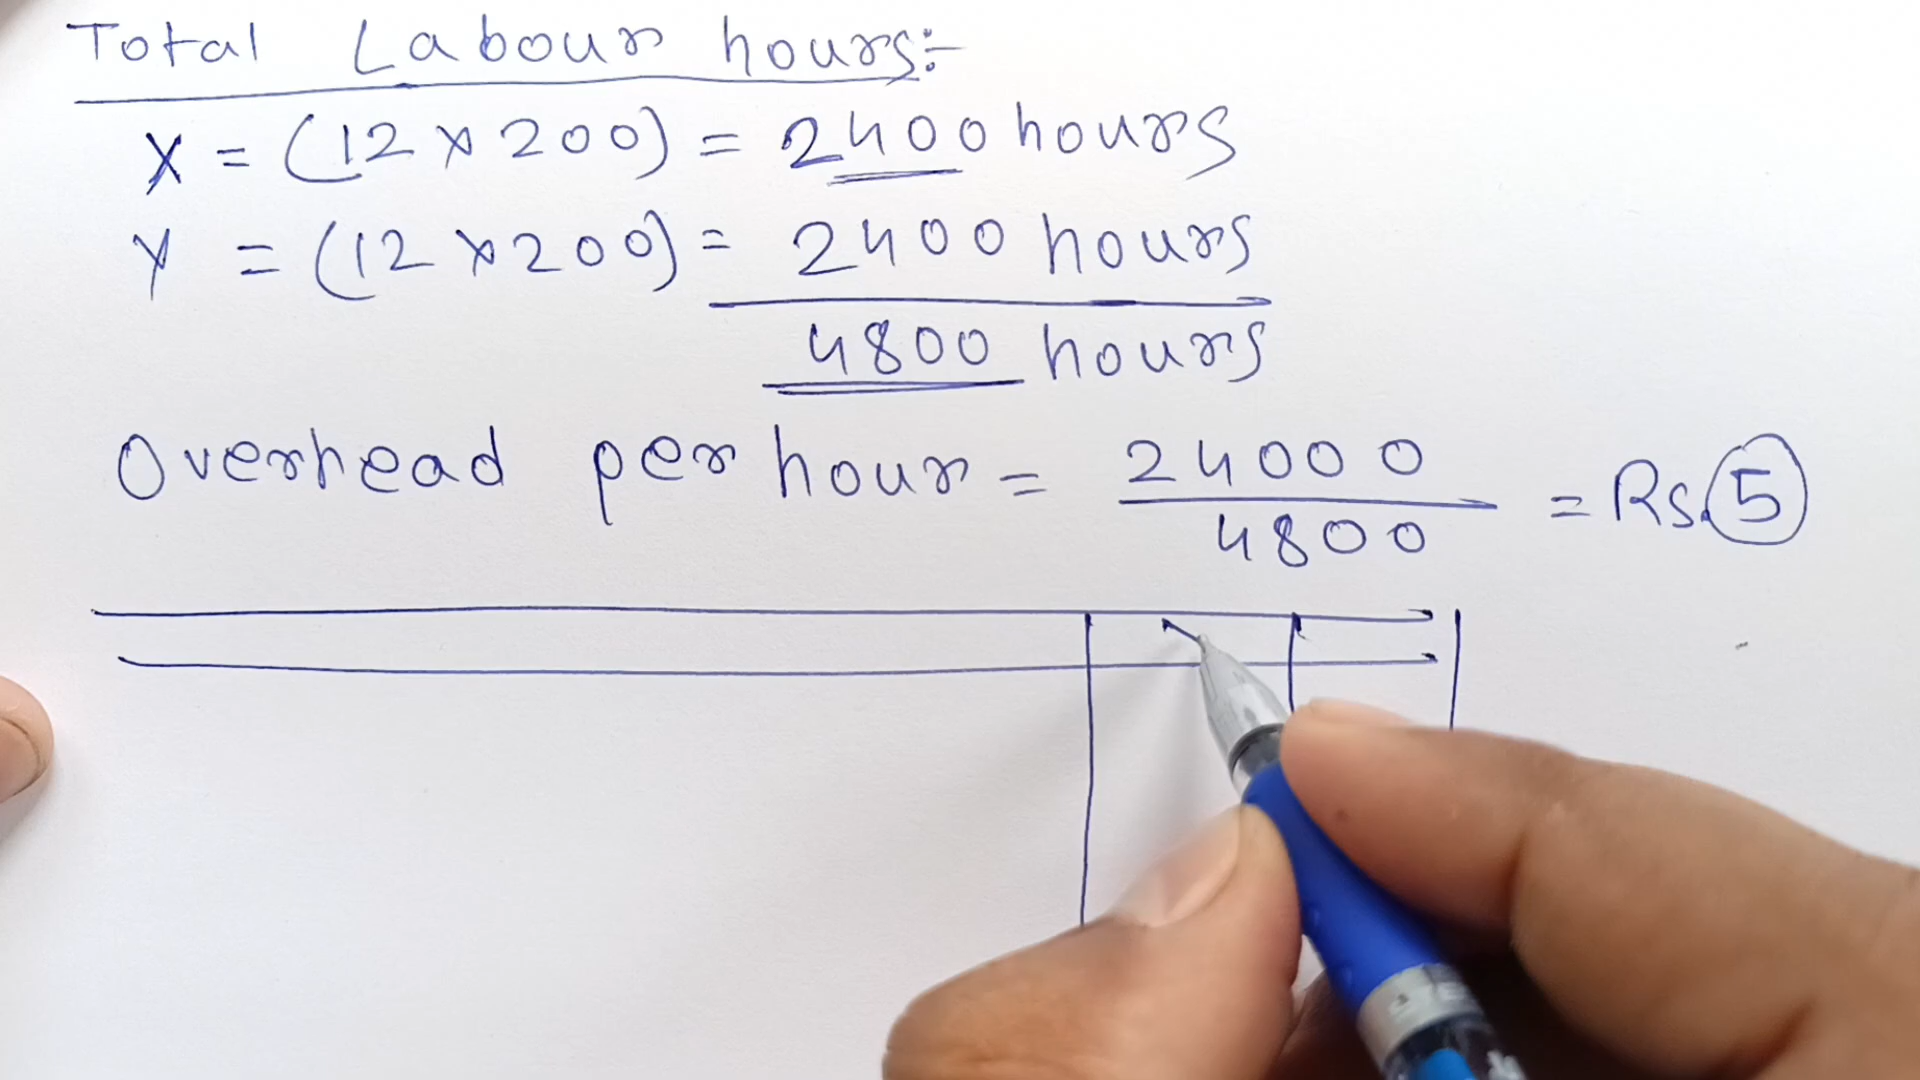 Total Labour hours:-
X = (12 x 200) = 2400 hours
Y = (12 x 200) = 2400 hours
4800 hours
Overhead per hour = 24000 / 4800 = Rs. 5